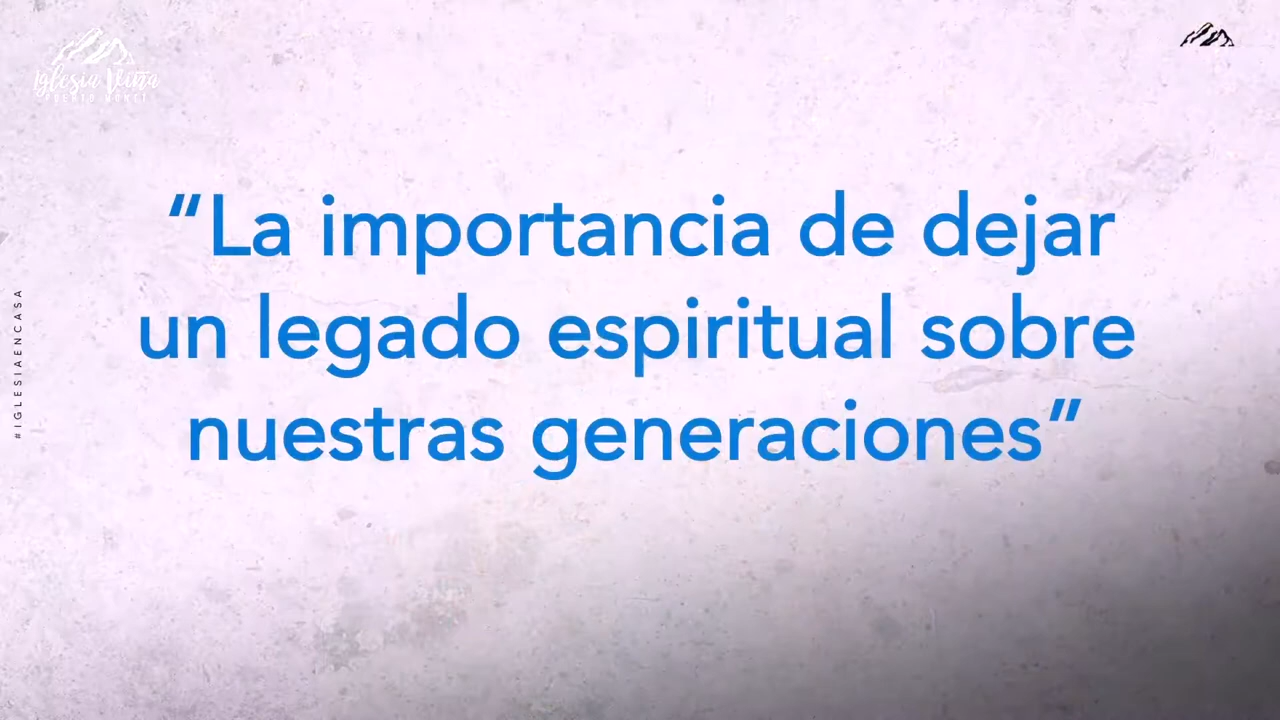 Iglesia Viña
“La importancia de dejar
un legado espiritual sobre
nuestras generaciones”
#IGLESIAENCASA